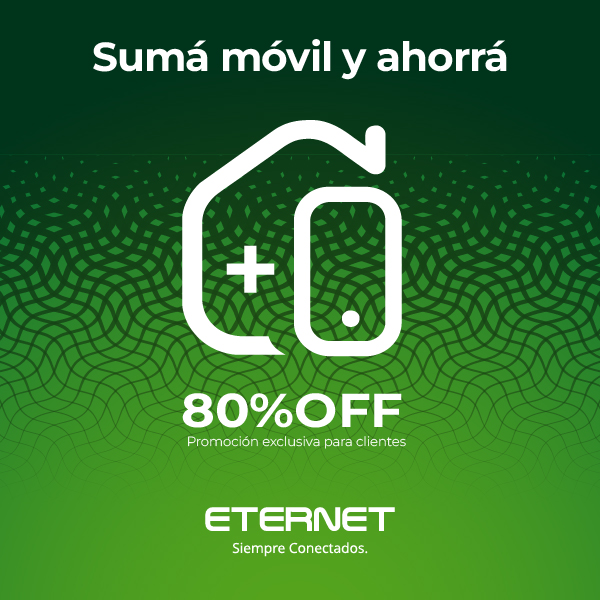 Sumá móvil y ahorrá
80%OFF
Promoción exclusiva para clientes
ETERNET
Siempre Conectados.